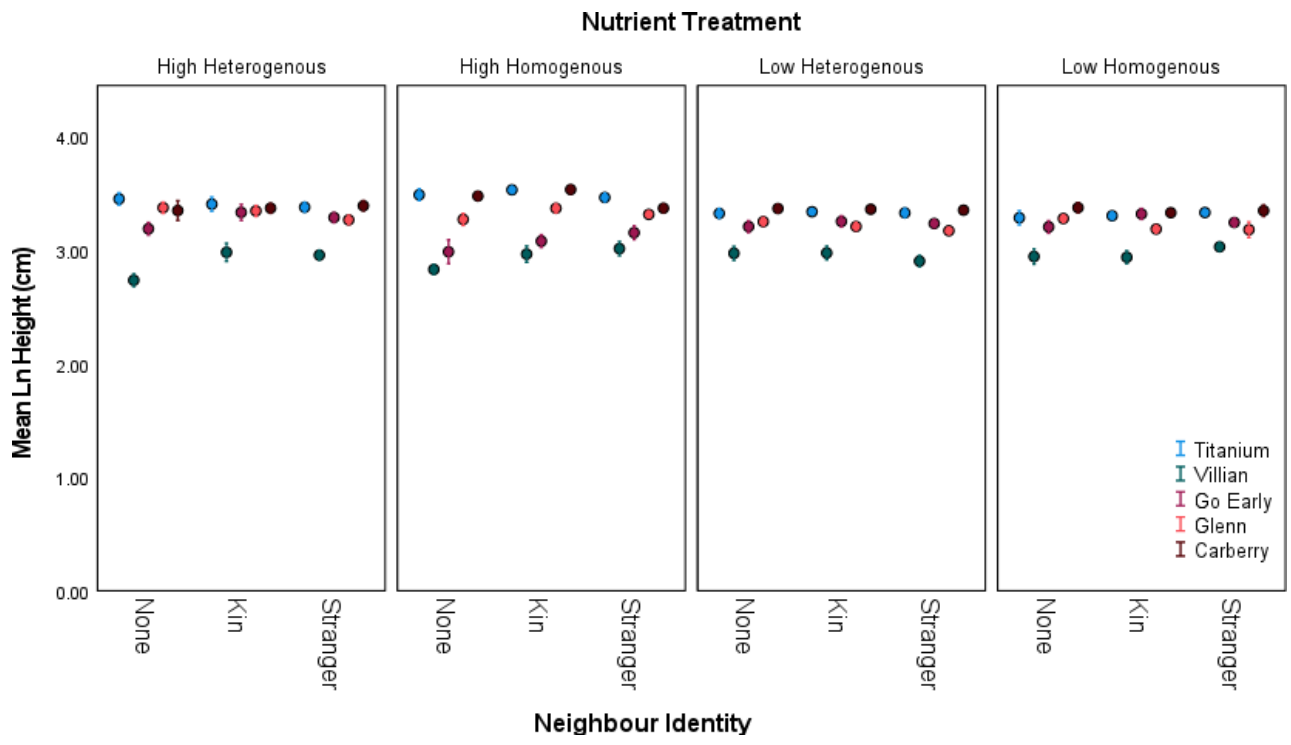 Nutrient Treatment
High Heterogenous
High Homogenous
Low Heterogenous
Low Homogenous
Mean Ln Height (cm)
4.00
3.00
2.00
1.00
0.00
Titanium
Villian
Go Early
Glenn
Carberry
None
Kin
Stranger
None
Kin
Stranger
None
Kin
Stranger
None
Kin
Stranger
Neighbour Identity